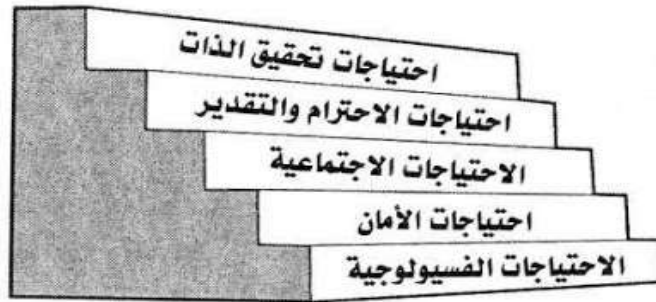 احتياجات تحقيق الذات
احتياجات الاحترام والتقدير
الاحتياجات الاجتماعية
احتياجات الأمان
الاحتياجات الفسيولوجية